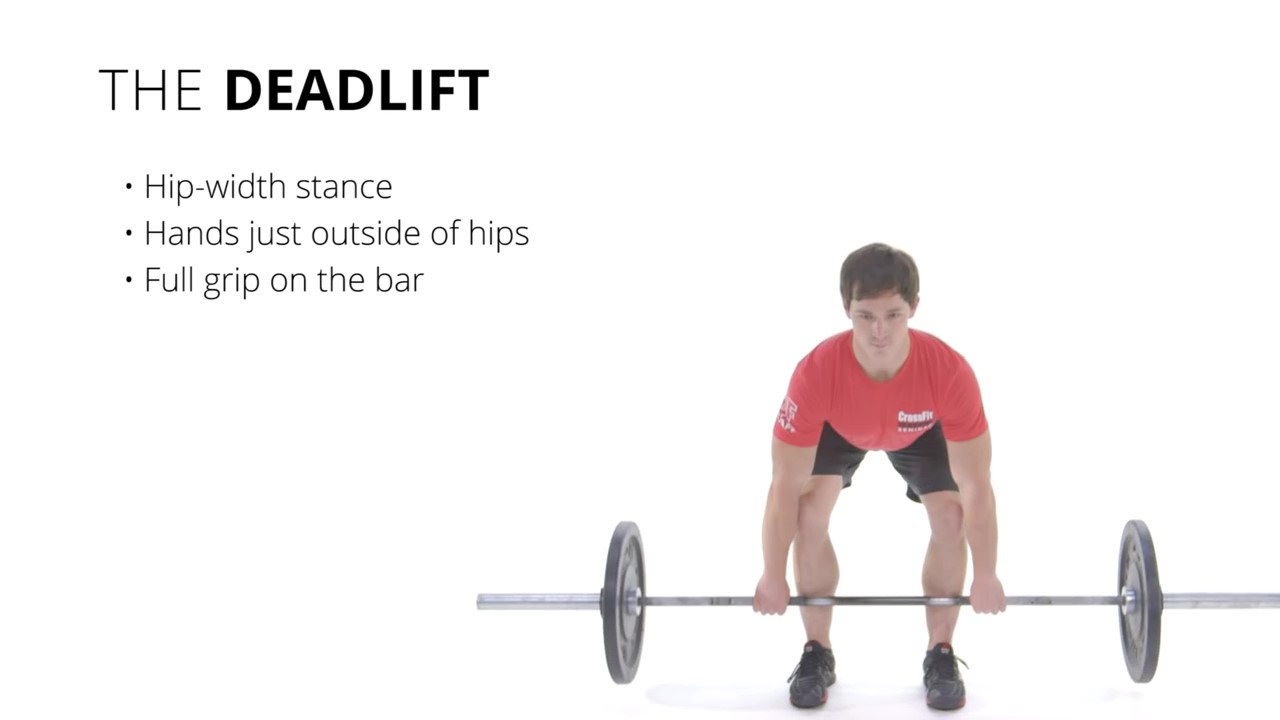 THE DEADLIFT
• Hip-width stance
• Hands just outside of hips
• Full grip on the bar
CrossFit